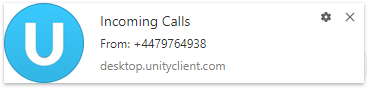 U
Incoming Calls
From: +4479764938
desktop.unityclient.com